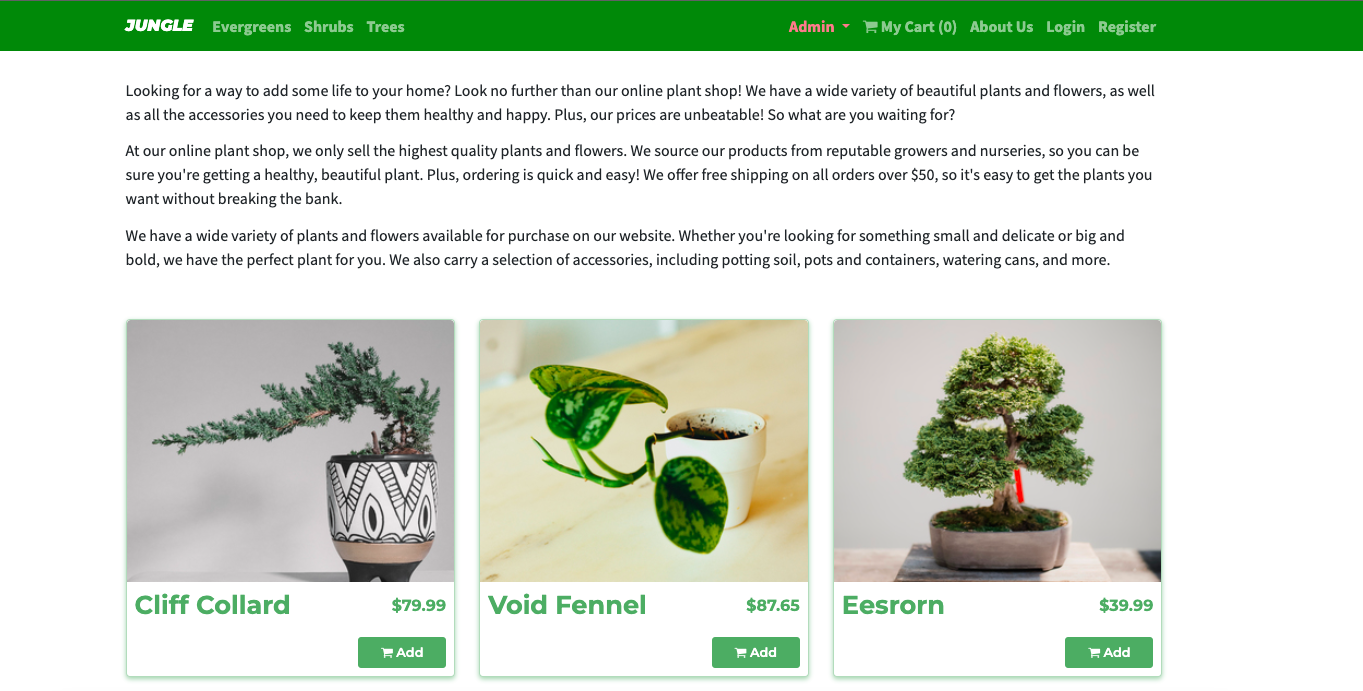 JUNGLE Evergreens Shrubs Trees Admin My Cart (0) About Us Login Register
Looking for a way to add some life to your home? Look no further than our online plant shop! We have a wide variety of beautiful plants and flowers, as well
as all the accessories you need to keep them healthy and happy. Plus, our prices are unbeatable! So what are you waiting for?
At our online plant shop, we only sell the highest quality plants and flowers. We source our products from reputable growers and nurseries, so you can be
sure you're getting a healthy, beautiful plant. Plus, ordering is quick and easy! We offer free shipping on all orders over $50, so it's easy to get the plants you
want without breaking the bank.
We have a wide variety of plants and flowers available for purchase on our website. Whether you're looking for something small and delicate or big and
bold, we have the perfect plant for you. We also carry a selection of accessories, including potting soil, pots and containers, watering cans, and more.
Cliff Collard $79.99
Add
Void Fennel $87.65
Add
Eesrorn $39.99
Add